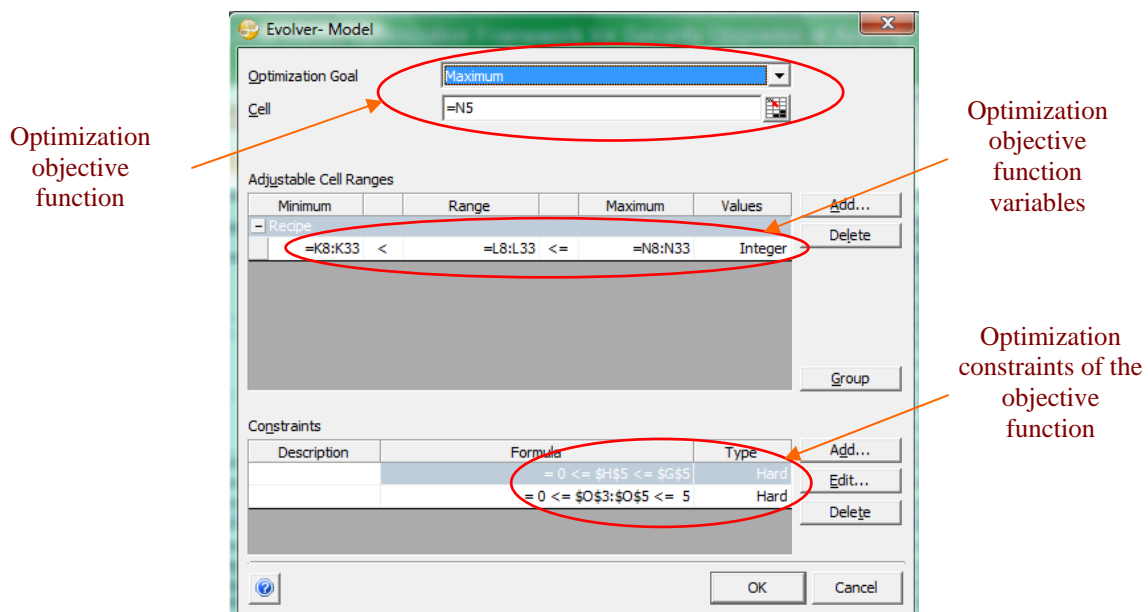 Evolver- Model
Optimization Goal
Maximum
Cell
=N5
Optimization
objective
function
Optimization
objective
function
variables
Adjustable Cell Ranges
Minimum Range Maximum Values
Add...
Recipe
Delete
=K8:K33 < =L8:L33 <= =N8:N33 Integer
Group
Optimization
constraints of the
objective
function
Constraints
Description Formula Type
Add...
= 0 <= $H$5 <= $G$5 Hard
Edit...
= 0 <= $O$3:$O$5 <= 5 Hard
Delete
OK Cancel